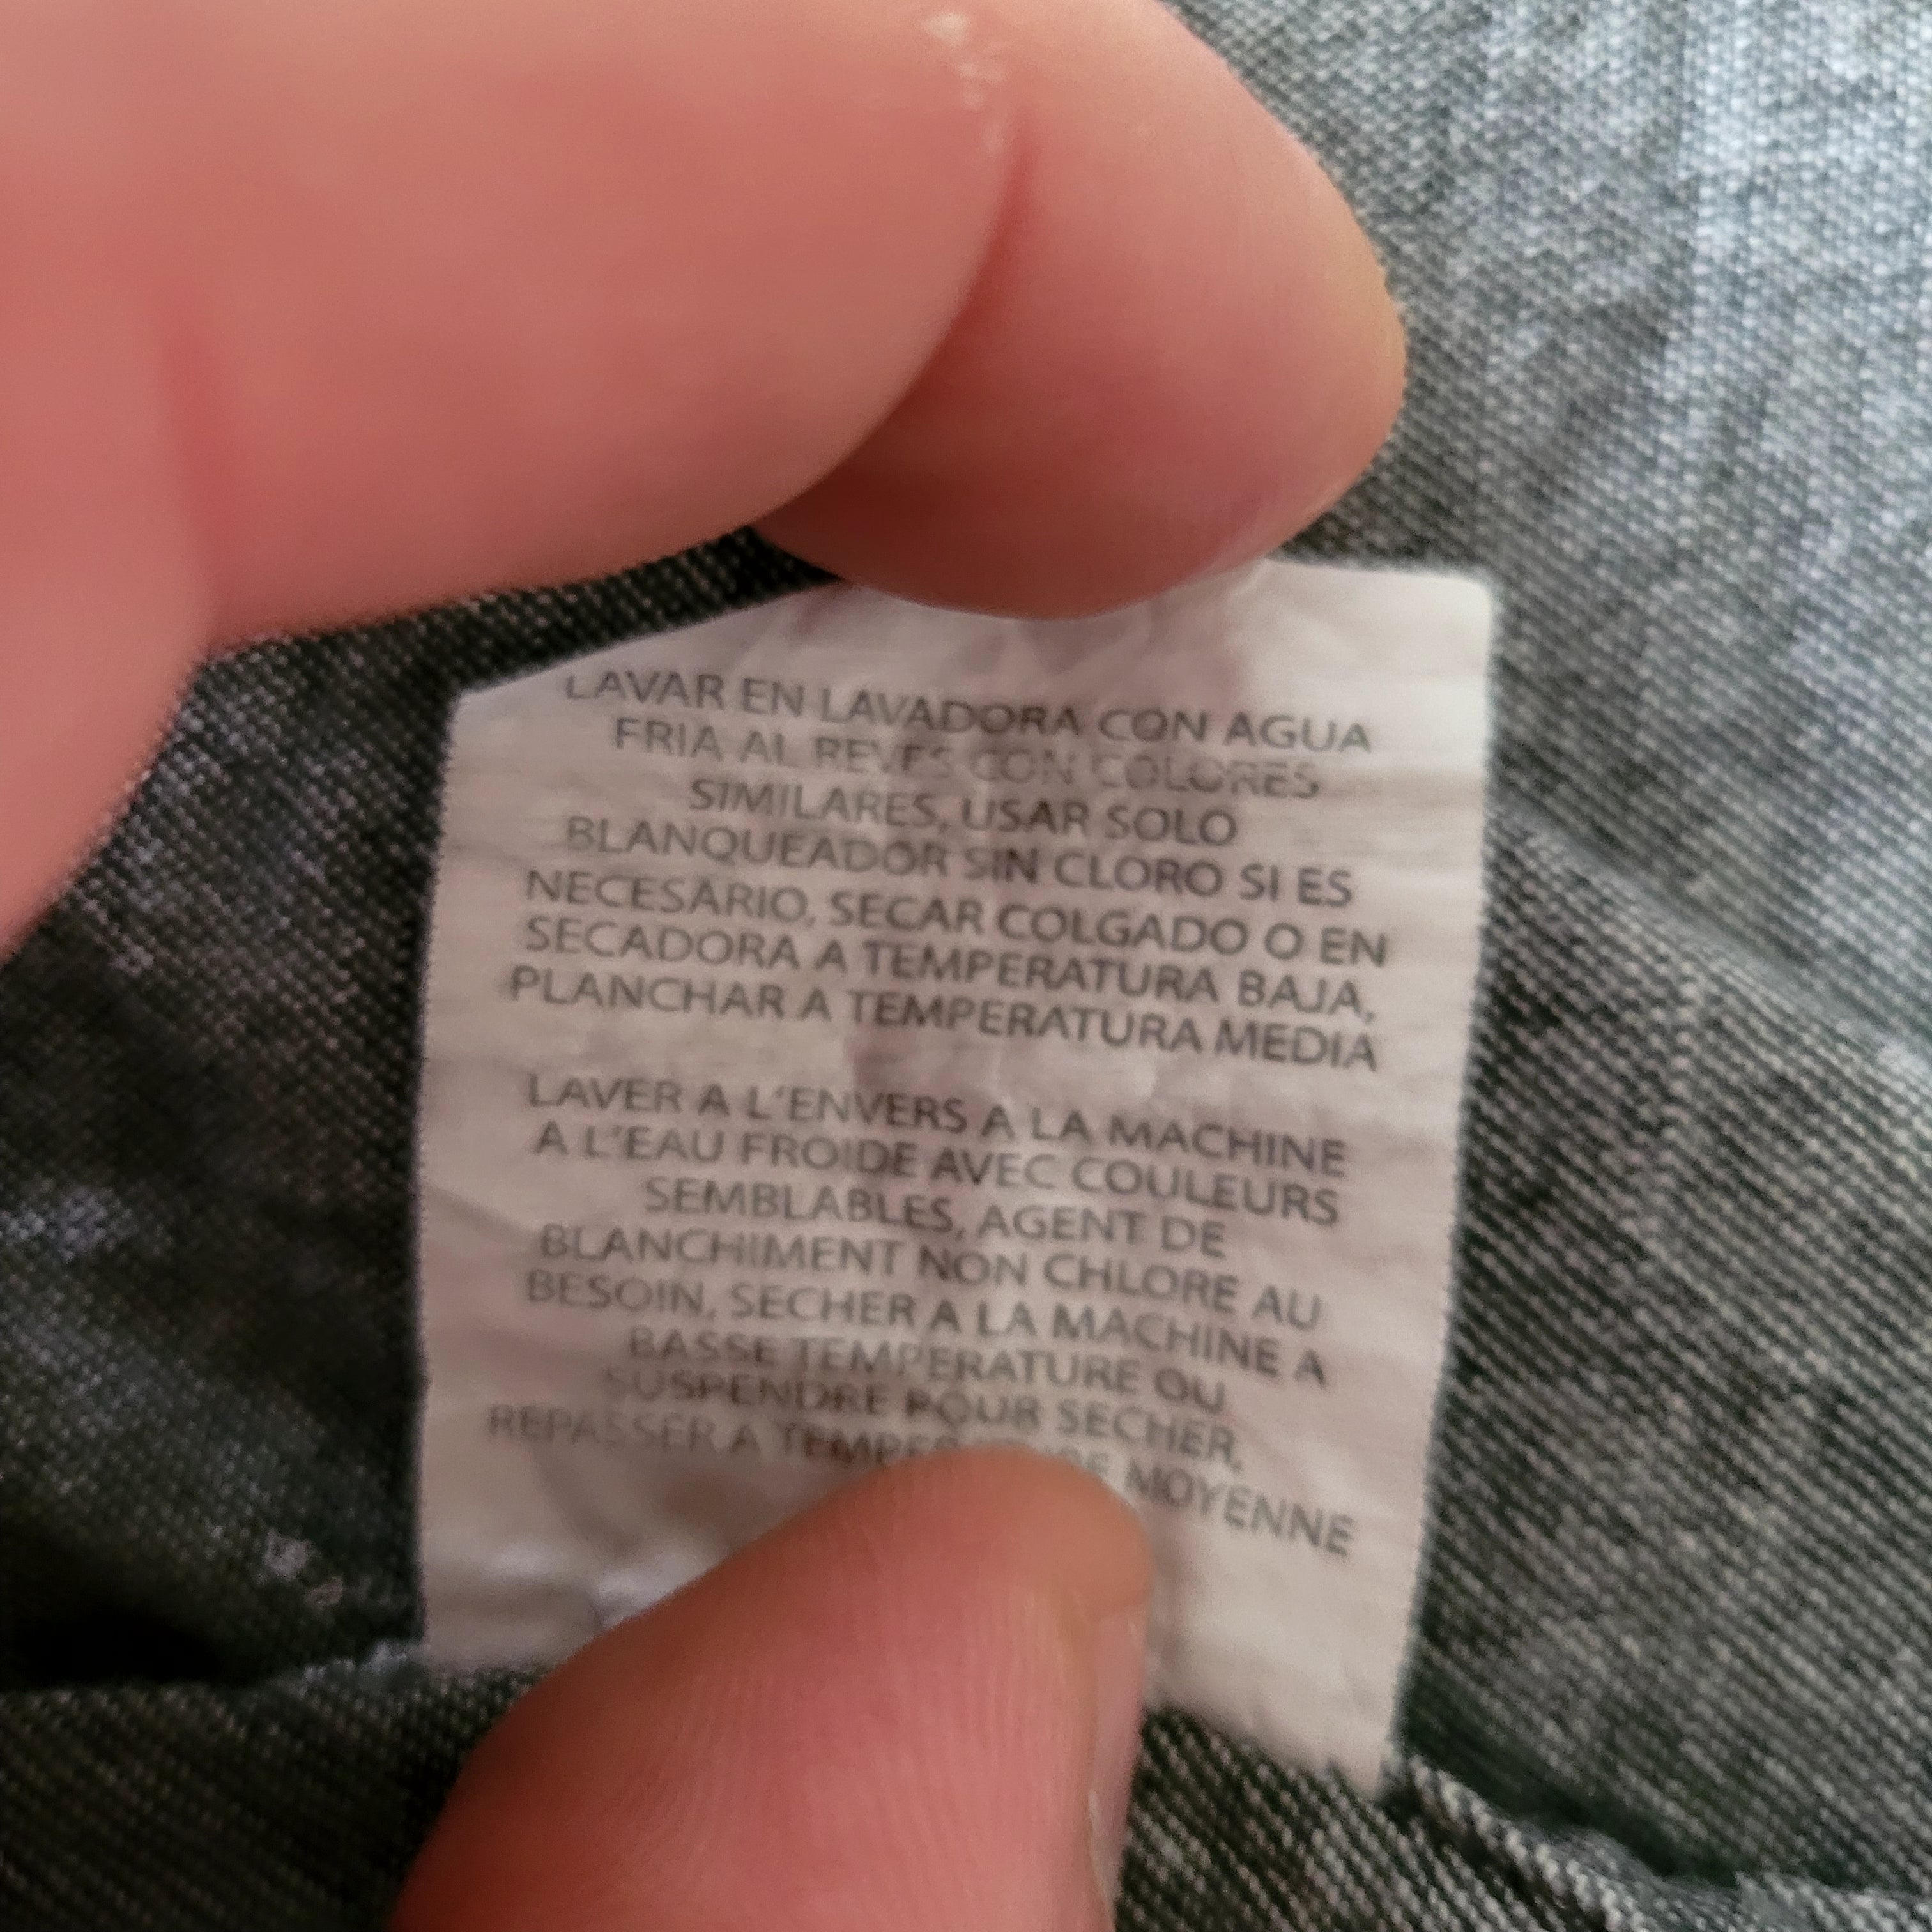 LAVAR EN LAVADORA CON AGUA
FRIA AL REVES CON COLORES
SIMILARES, USAR SOLO
BLANQUEADOR SIN CLORO SI ES
NECESARIO, SECAR COLGADO O EN
SECADORA A TEMPERATURA BAJA,
PLANCHAR A TEMPERATURA MEDIA
LAVER A L'ENVERS A LA MACHINE
A L'EAU FROIDE AVEC COULEURS
SEMBLABLES, AGENT DE
BLANCHIMENT NON CHLORE AU
BESOIN, SECHER A LA MACHINE A
BASSE TEMPERATURE OU
SUSPENDRE POUR SECHER,
REPASSER A MOYENNE